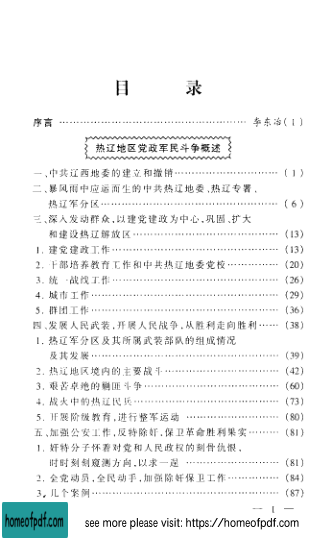 目 录
序言 …………………………………………… 李东冶(1)
热辽地区党政军民斗争概述
一、中共辽西地委的建立和撤销……………………… (1)
二、暴风雨中应运而生的中共热辽地委、热辽专署、
热辽军分区………………………………………… (6)
三、深入发动群众,以建党建政为中心,巩固、扩大
和建设热辽解放区………………………………… (13)
1. 建党建政工作……………………………………… (13)
2. 干部培养教育工作和中共热辽地委党校………… (20)
3. 统一战线工作……………………………………… (26)
4. 城市工作…………………………………………… (29)
5. 群团工作…………………………………………… (36)
四、发展人民武装,开展人民战争,从胜利走向胜利…… (38)
1. 热辽军分区及其所属武装部队的组成情况
及其发展…………………………………………… (39)
2. 热辽地区境内的主要战斗………………………… (42)
3. 艰苦卓绝的剿匪斗争……………………………… (60)
4. 战火中的热辽民兵………………………………… (73)
5. 开展阶级教育,进行整军运动 …………………… (80)
五、加强公安工作,反特除奸,保卫革命胜利果实……… (81)
1. 奸特分子怀着对党和人民政权的刻骨仇恨,
时时刻刻窥测方向,以求一逞 …………………… (81)
2. 全党动员,全民动手,加强除奸保卫工作………… (84)
3. 几个案例…………………………………………… (87)
— 1 —
homeofpdf.com
see more please visit: https://homeofpdf.com